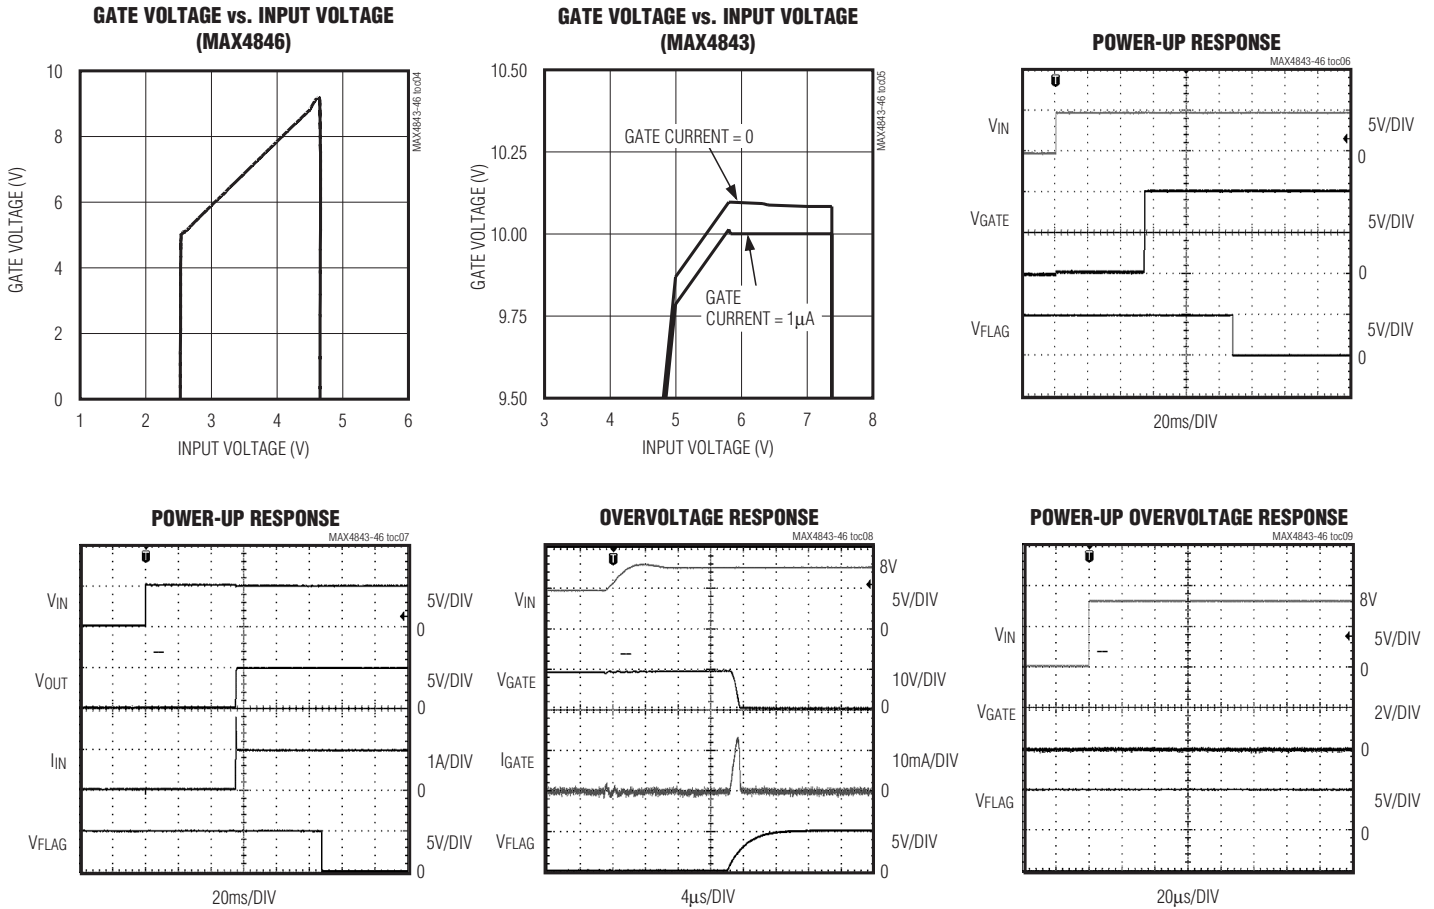 GATE VOLTAGE vs. INPUT VOLTAGE
(MAX4846)
MAX4843-46 toc04
GATE VOLTAGE (V)
10
8
6
4
2
0
1 2 3 4 5 6
INPUT VOLTAGE (V)
GATE VOLTAGE vs. INPUT VOLTAGE
(MAX4843)
MAX4843-46 toc05
GATE VOLTAGE (V)
10.50
10.25
10.00
9.75
9.50
GATE CURRENT = 0
GATE
CURRENT = 1µA
3 4 5 6 7 8
INPUT VOLTAGE (V)
POWER-UP RESPONSE
MAX4843-46 toc06
T
VIN
5V/DIV
0
VGATE
5V/DIV
0
VFLAG
5V/DIV
0
20ms/DIV
POWER-UP RESPONSE
MAX4843-46 toc07
T
VIN
5V/DIV
0
VOUT
5V/DIV
0
IIN
1A/DIV
0
VFLAG
5V/DIV
0
20ms/DIV
OVERVOLTAGE RESPONSE
MAX4843-46 toc08
T
8V
VIN
5V/DIV
0
VGATE
10V/DIV
0
IGATE
10mA/DIV
0
VFLAG
5V/DIV
0
4µs/DIV
POWER-UP OVERVOLTAGE RESPONSE
MAX4843-46 toc09
T
8V
VIN
5V/DIV
0
VGATE
2V/DIV
0
VFLAG
5V/DIV
0
20µs/DIV